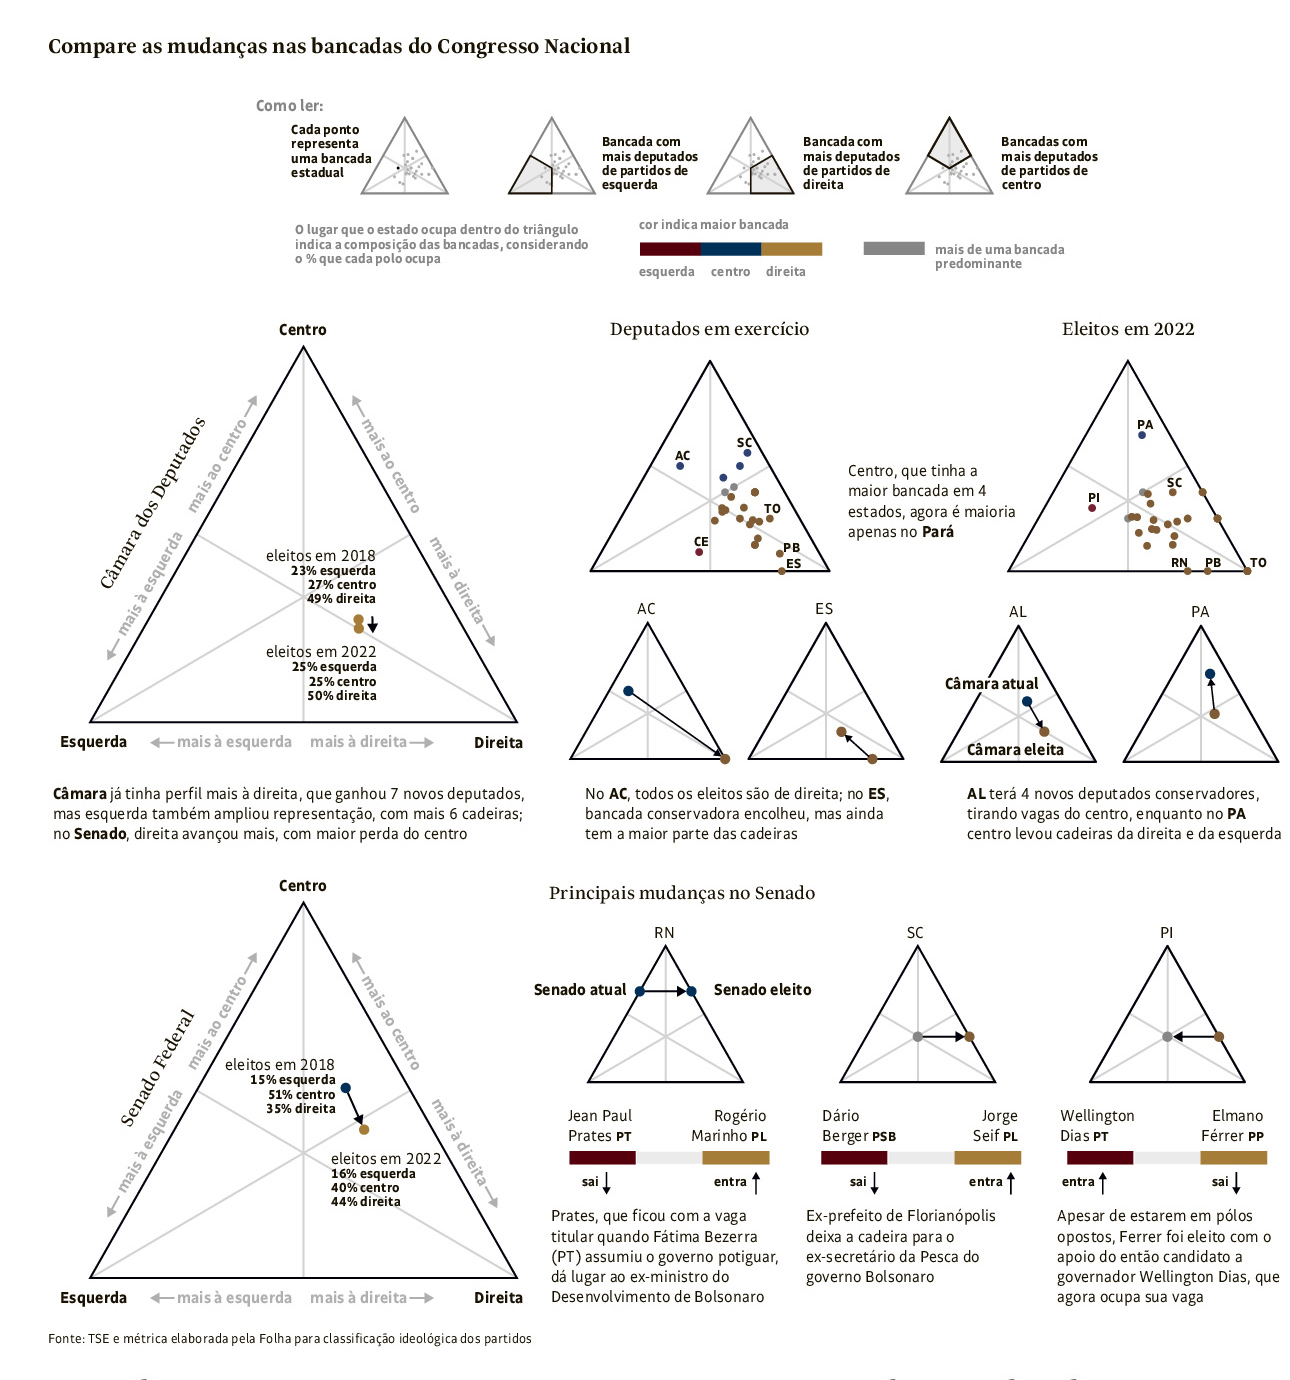 Compare as mudanças nas bancadas do Congresso Nacional
Como ler:
Cada ponto
representa
uma bancada
estadual
Bancada com
mais deputados
de partidos de
esquerda
Bancada com
mais deputados
de partidos de
direita
Bancadas com
mais deputados
de partidos de
centro
O lugar que o estado ocupa dentro do triângulo
indica a composição das bancadas, considerando
o % que cada polo ocupa
cor indica maior bancada
esquerda
centro
direita
mais de uma bancada
predominante
Câmara dos Deputados
Centro
mais ao centro
mais ao centro
mais à esquerda
mais à direita
eleitos em 2018
23% esquerda
27% centro
49% direita
eleitos em 2022
25% esquerda
25% centro
50% direita
Esquerda
mais à esquerda
mais à direita
Direita
Deputados em exercício
AC
SC
TO
CE
PB
ES
Centro, que tinha a
maior bancada em 4
estados, agora é maioria
apenas no Pará
Eleitos em 2022
PA
SC
PI
RN
PB
TO
AC
ES
AL
Câmara atual
Câmara eleita
PA
Câmara já tinha perfil mais à direita, que ganhou 7 novos deputados,
mas esquerda também ampliou representação, com mais 6 cadeiras;
no Senado, direita avançou mais, com maior perda do centro
No AC, todos os eleitos são de direita; no ES,
bancada conservadora encolheu, mas ainda
tem a maior parte das cadeiras
AL terá 4 novos deputados conservadores,
tirando vagas do centro, enquanto no PA
centro levou cadeiras da direita e da esquerda
Senado Federal
Centro
mais ao centro
mais ao centro
mais à esquerda
mais à direita
eleitos em 2018
15% esquerda
51% centro
35% direita
eleitos em 2022
16% esquerda
40% centro
44% direita
Esquerda
mais à esquerda
mais à direita
Direita
Principais mudanças no Senado
RN
Senado atual
Senado eleito
Jean Paul
Prates PT
Rogério
Marinho PL
sai
entra
Prates, que ficou com a vaga
titular quando Fátima Bezerra
(PT) assumiu o governo potiguar,
dá lugar ao ex-ministro do
Desenvolvimento de Bolsonaro
SC
Dário
Berger PSB
Jorge
Seif PL
sai
entra
Ex-prefeito de Florianópolis
deixa a cadeira para o
ex-secretário da Pesca do
governo Bolsonaro
PI
Wellington
Dias PT
Elmano
Férrer PP
entra
sai
Apesar de estarem em pólos
opostos, Ferrer foi eleito com o
apoio do então candidato a
governador Wellington Dias, que
agora ocupa sua vaga
Fonte: TSE e métrica elaborada pela Folha para classificação ideológica dos partidos